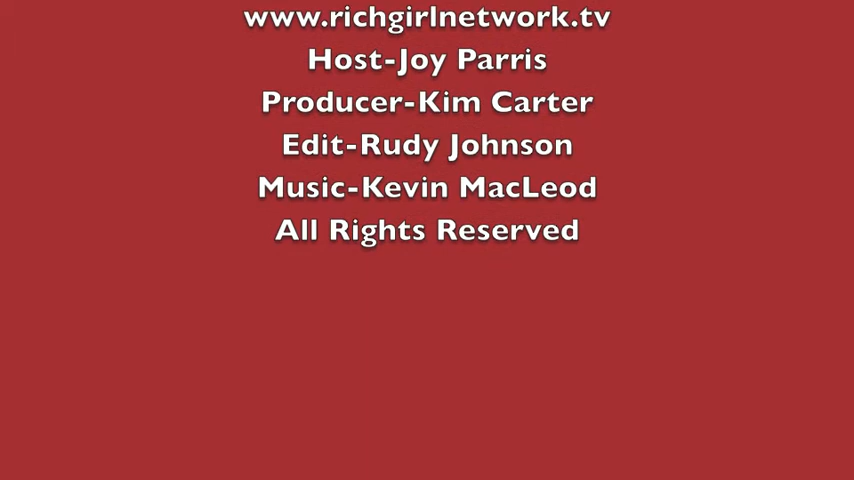 www.richgirlnetwork.tv
Host-Joy Parris
Producer-Kim Carter
Edit-Rudy Johnson
Music-Kevin MacLeod
All Rights Reserved